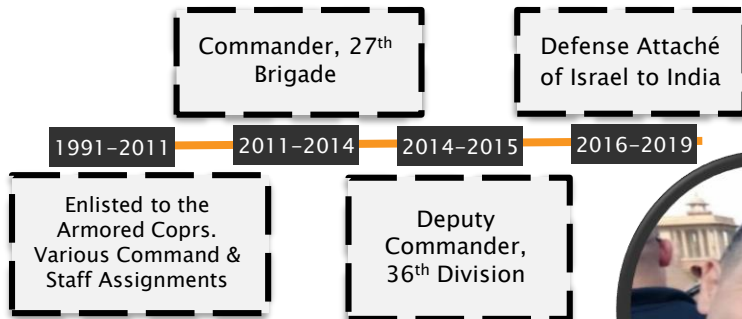 Commander, 27th
Brigade
Defense Attaché
of Israel to India
1991-2011
2011-2014
2014-2015
2016-2019
Enlisted to the
Armored Coprs.
Various Command &
Staff Assignments
Deputy
Commander,
36th Division